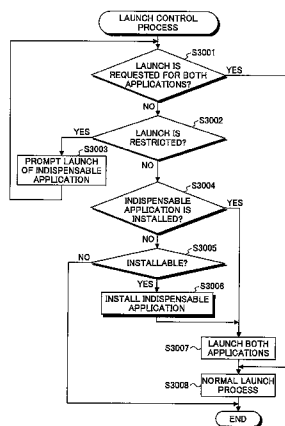 LAUNCH CONTROL
PROCESS
S3001
LAUNCH IS
REQUESTED FOR BOTH
APPLICATIONS?
YES
NO
S3002
LAUNCH IS
RESTRICTED?
YES
NO
S3003
PROMPT LAUNCH
OF INDISPENSABLE
APPLICATION
S3004
INDISPENSABLE
APPLICATION IS
INSTALLED?
YES
NO
S3005
INSTALLABLE?
NO
YES
S3006
INSTALL INDISPENSABLE
APPLICATION
S3007
LAUNCH BOTH
APPLICATIONS
S3008
NORMAL LAUNCH
PROCESS
END